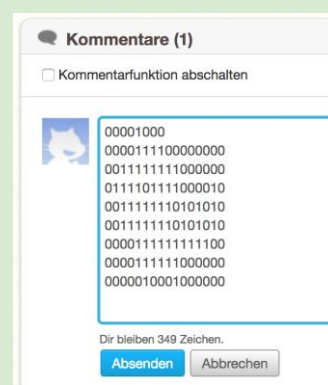 Kommentare (1)
Kommentarfunktion abschalten
00001000
0000111100000000
0011111111000000
0111101111000010
0011111110101010
0011111110101010
0000111111111100
0000111111000000
0000010001000000
Dir bleiben 349 Zeichen.
Absenden Abbrechen